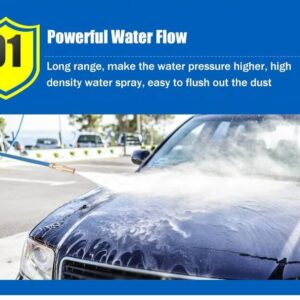 01
Powerful Water Flow
Long range, make the water pressure higher, high
density water spray, easy to flush out the dust